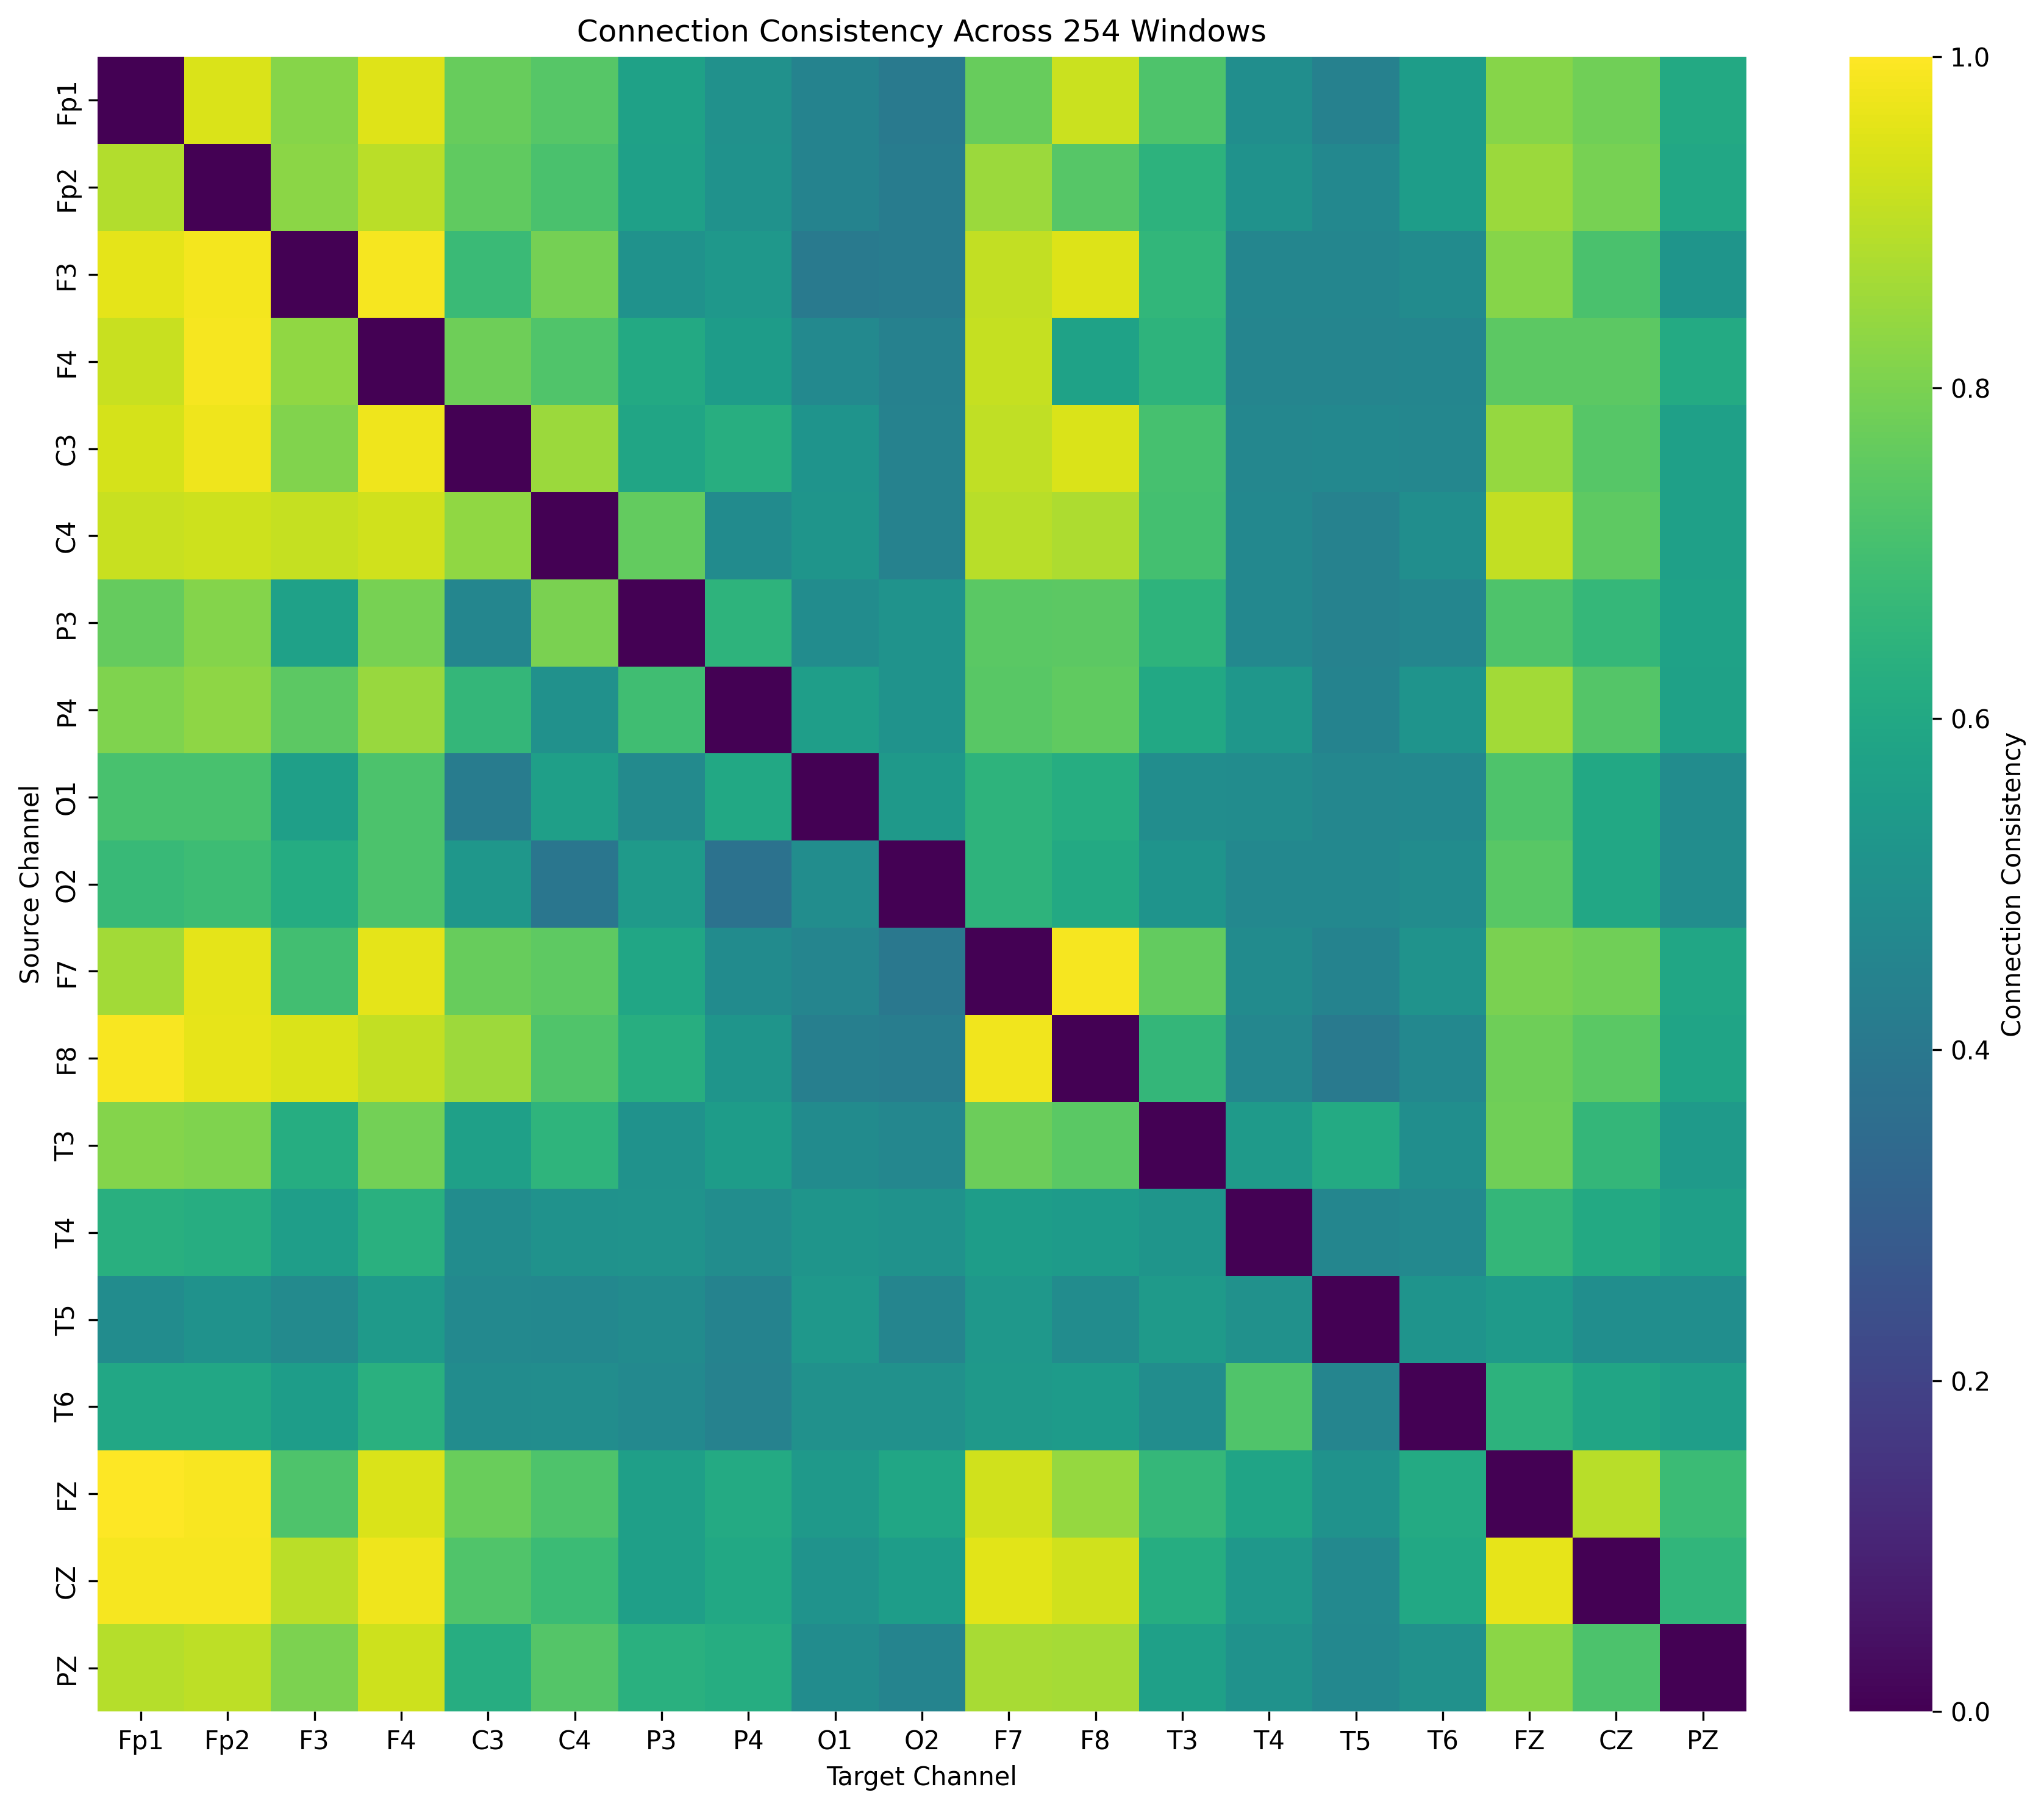 Connection Consistency Across 254 Windows
Source Channel
Fp1
Fp2
F3
F4
C3
C4
P3
P4
O1
O2
F7
F8
T3
T4
T5
T6
FZ
CZ
PZ
Fp1 Fp2 F3 F4 C3 C4 P3 P4 O1 O2 F7 F8 T3 T4 T5 T6 FZ CZ PZ
Target Channel
1.0
0.8
0.6
0.4
0.2
0.0
Connection Consistency